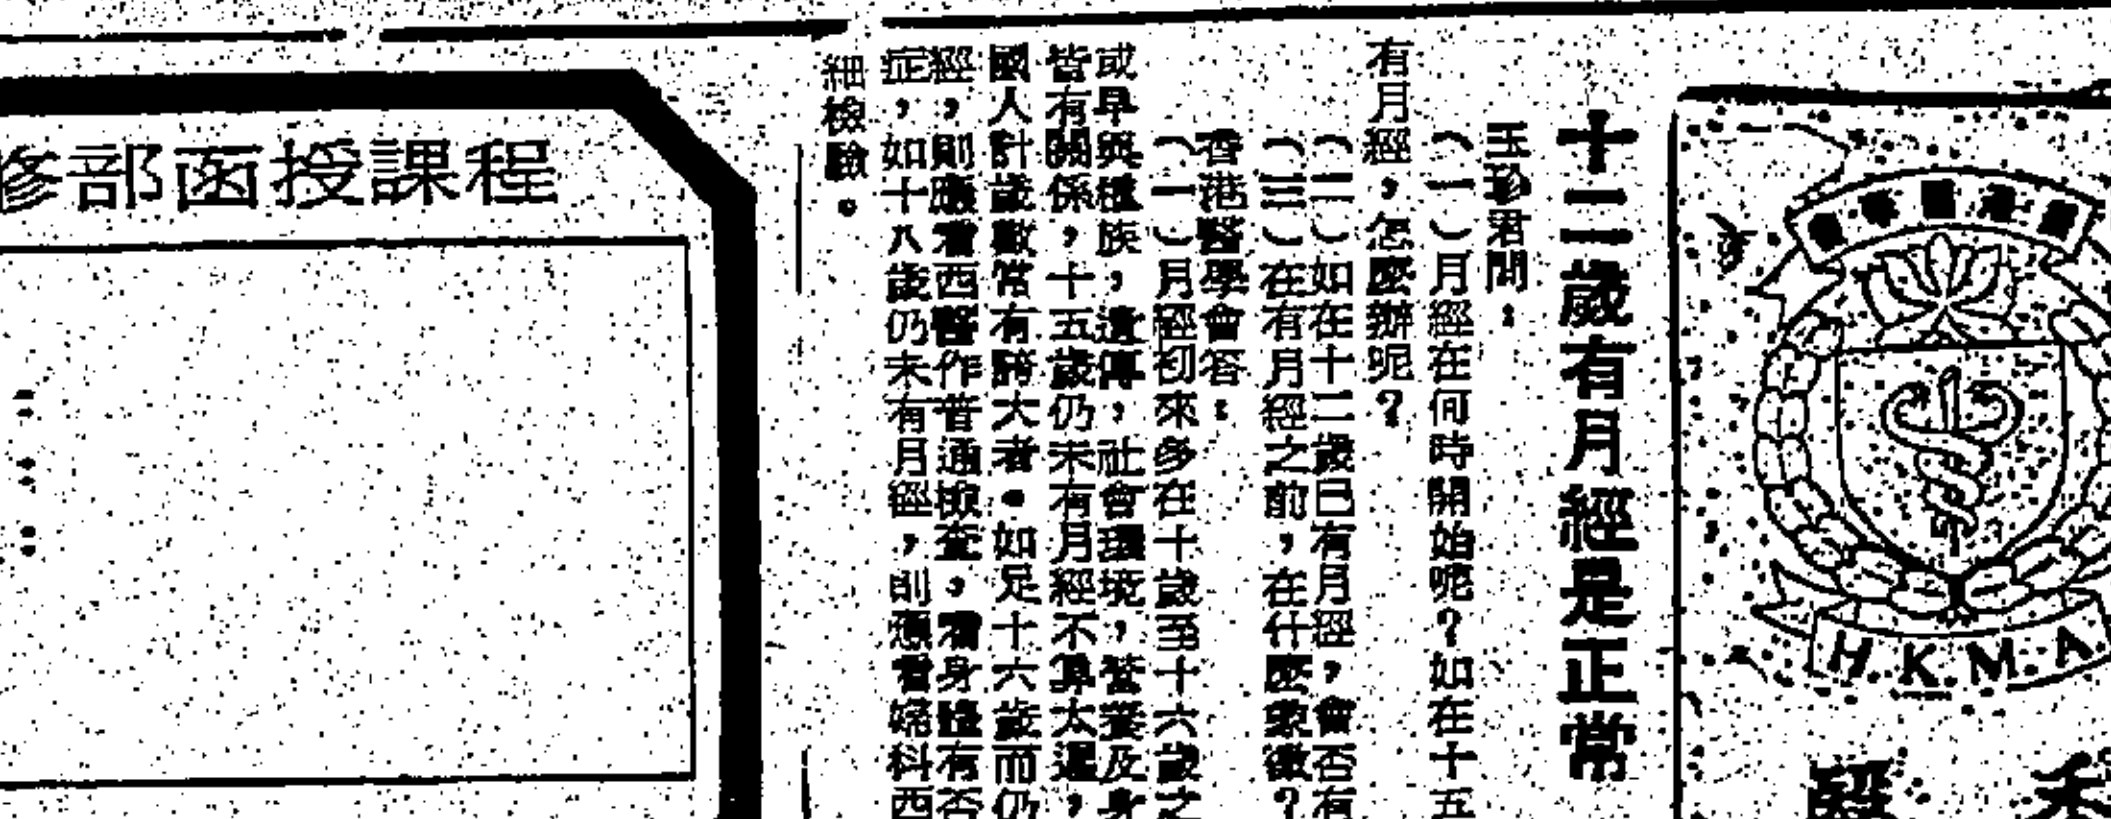 十二歲有月經是正常
玉珍君問：
（一）月經在何時開始呢？如在十五
有月經，怎麼辦呢？
（二）如在十二歲已有月經，會否有
（三）在有月經之前，在什麼象徵？
香港醫學會答：
（一）月經初來多在十歲至十六歲之
或早與種族，遺傳，社會環境，營養及身
皆有關係，十五歲仍未有月經不算太遲，
國人計歲數常有誇大者。如足十六歲而仍
經，則應看西醫作普通檢查，看身體有否
症，如十八歲仍未有月經，則須看婦科西
細檢驗。
H.K.M.A.
修部函授課程